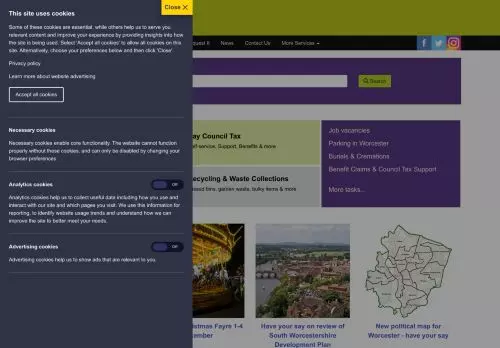 Close ✕
This site uses cookies
Some of these cookies are essential, while others help us to serve you
relevant content and improve your experience by providing insights into how
the site is being used. Select 'Accept all cookies' to allow all cookies on this
site. Alternatively, choose your preferences below and then click 'Close'.
Privacy policy
Learn more about website advertising
Accept all cookies
Necessary cookies
Necessary cookies enable core functionality. The website cannot function
properly without these cookies, and can only be disabled by changing your
browser preferences
Analytics cookies
Off
Analytics cookies help us to collect useful data including how you use and
interact with our site and which pages you visit. We use this information for
reporting, to identify website usage trends and understand how we can
improve the site to better meet your needs.
Advertising cookies
Off
Advertising cookies help us to show ads that are relevant to you.
quest It
News
Contact Us
More Services
Search
ay Council Tax
elf-service, Support, Benefits & more
ecycling & Waste Collections
ssed bins, garden waste, bulky items & more
Job vacancies
Parking in Worcester
Burials & Cremations
Benefit Claims & Council Tax Support
More tasks...
istmas Fayre 1-4
ember
Have your say on review of
South Worcestershire
Development Plan
New political map for
Worcester - have your say